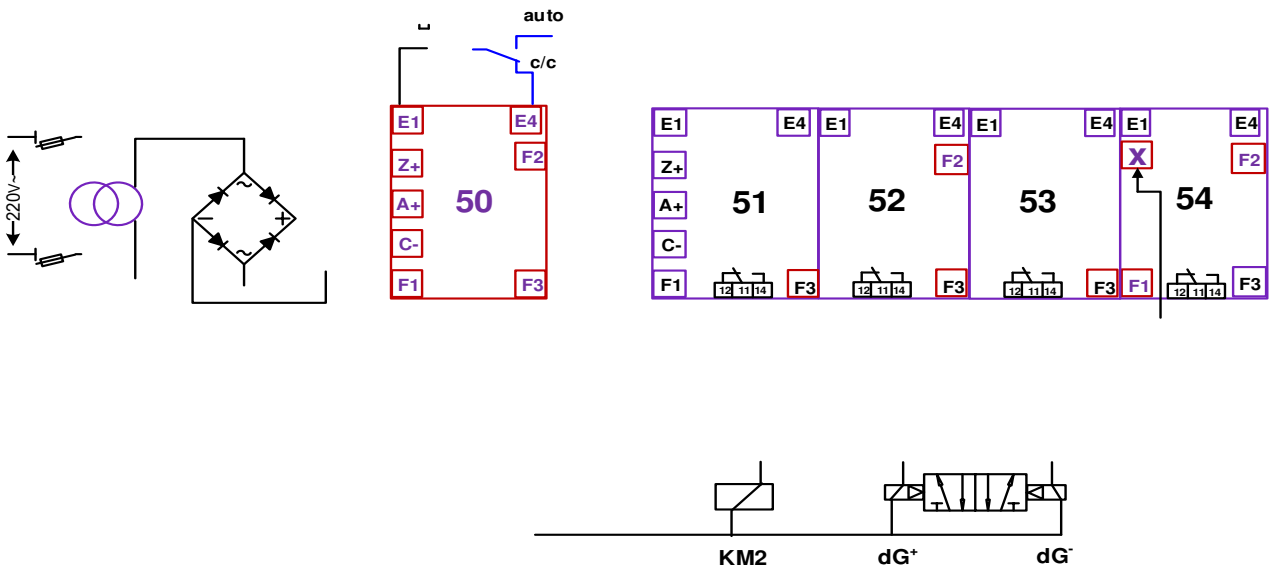 auto
c/c
220V~
~
−
+
~
E1 E4
F2
Z+
A+
C-
F1 F3
50
E1 E4
Z+
A+
C-
F1 F3
51
12 11 14
E1 E4
F2
52
12 11 14
F3
E1 E4
53
12 11 14
F3
E1 E4
X F2
54
F1
12 11 14
F3
KM2 dG⁺ dG⁻